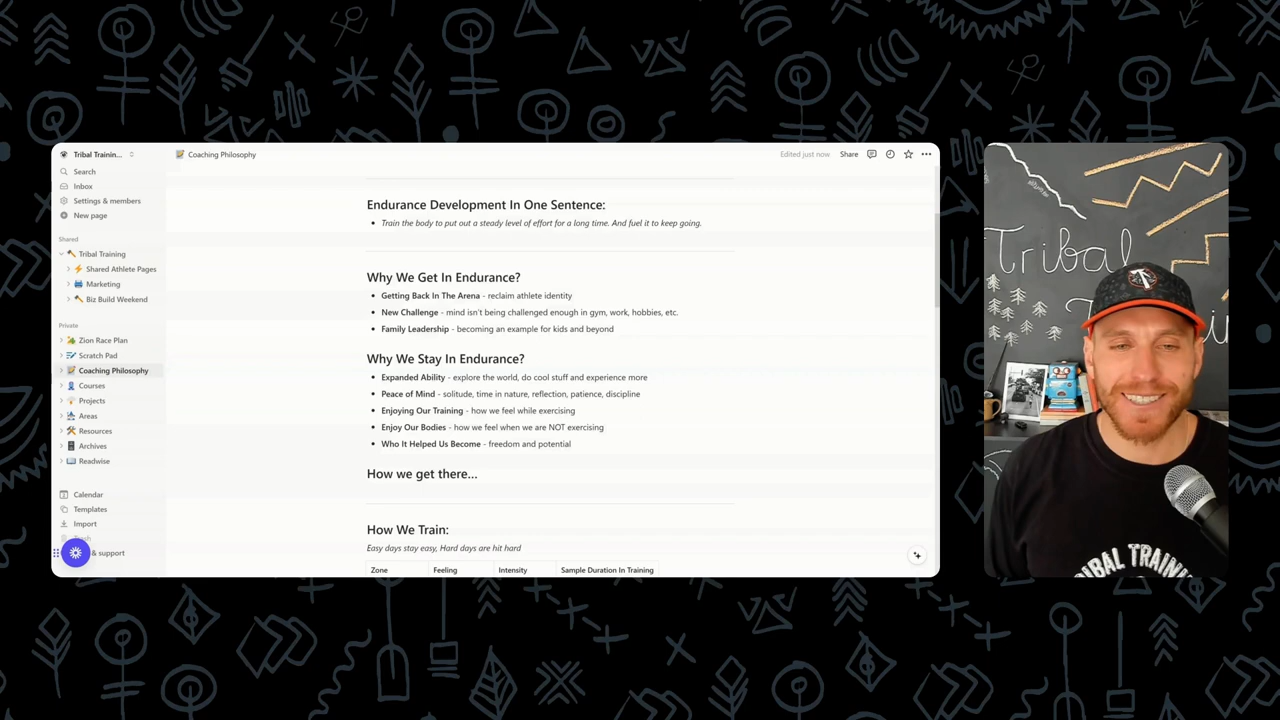 Tribal Trainin...
Coaching Philosophy
Edited just now
Share
Search
Inbox
Settings & members
New page
Shared
Tribal Training
Shared Athlete Pages
Marketing
Biz Build Weekend
Private
Zion Race Plan
Scratch Pad
Coaching Philosophy
Courses
Projects
Areas
Resources
Archives
Readwise
Calendar
Templates
Import
Trash
& support
Endurance Development In One Sentence:
Train the body to put out a steady level of effort for a long time. And fuel it to keep going.
Why We Get In Endurance?
Getting Back In The Arena - reclaim athlete identity
New Challenge - mind isn't being challenged enough in gym, work, hobbies, etc.
Family Leadership - becoming an example for kids and beyond
Why We Stay In Endurance?
Expanded Ability - explore the world, do cool stuff and experience more
Peace of Mind - solitude, time in nature, reflection, patience, discipline
Enjoying Our Training - how we feel while exercising
Enjoy Our Bodies - how we feel when we are NOT exercising
Who It Helped Us Become - freedom and potential
How we get there...
How We Train:
Easy days stay easy, Hard days are hit hard
Zone Feeling Intensity Sample Duration In Training
Tribal